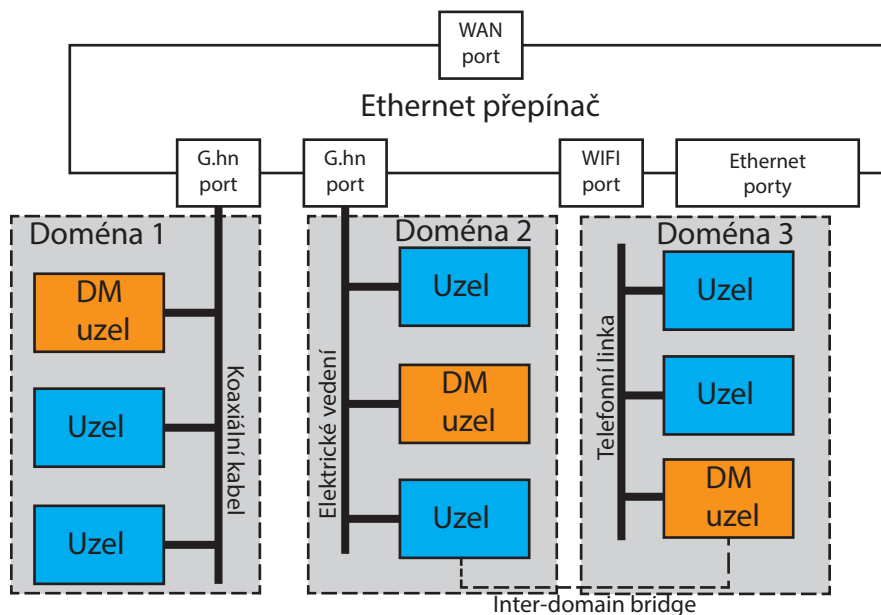 WAN
port
Ethernet přepínač
G.hn
port
G.hn
port
WIFI
port
Ethernet
porty
Doména 1
DM
uzel
Uzel
Uzel
Koaxiální kabel
Doména 2
Uzel
DM
uzel
Uzel
Elektrické vedení
Doména 3
Uzel
Uzel
DM
uzel
Telefonní linka
Inter-domain bridge